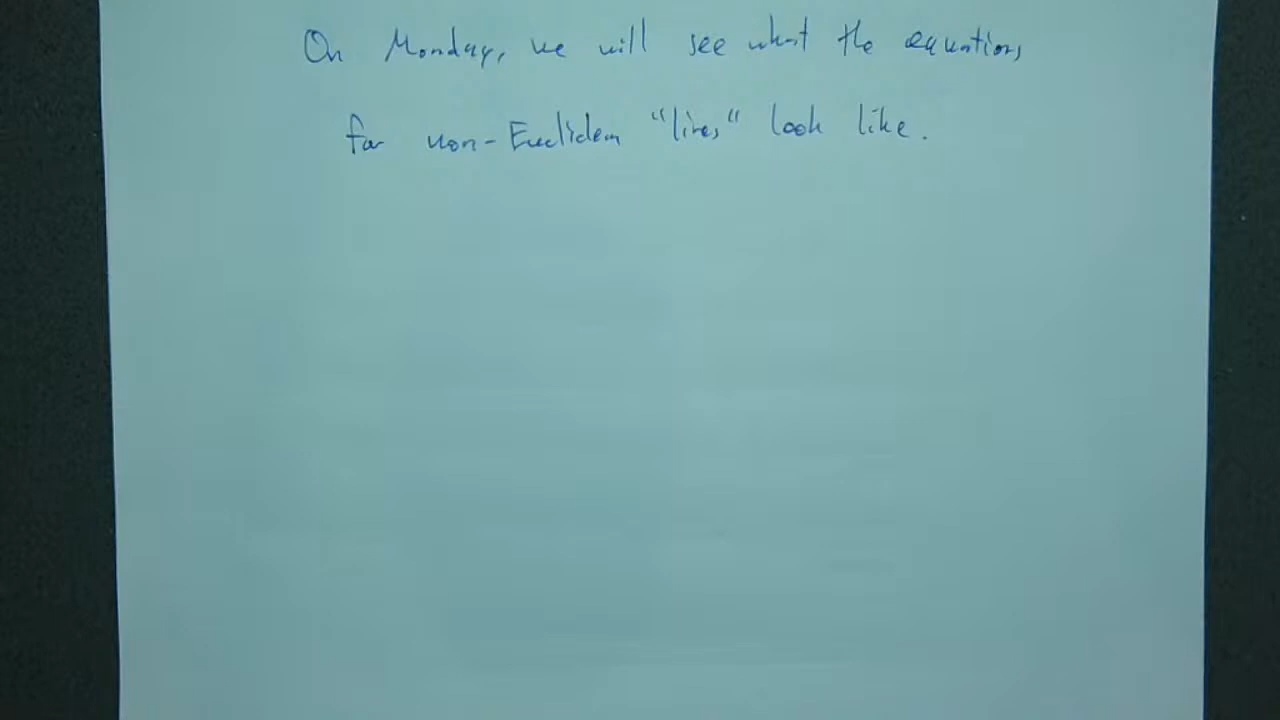 On Monday, we will see what the equations
for non-Euclidean "lines" look like.